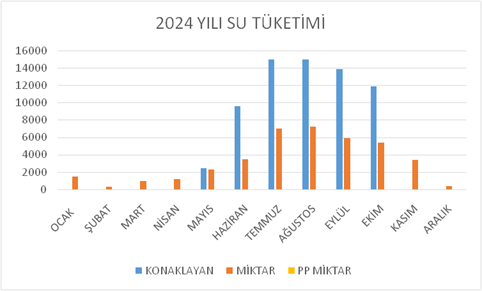 2024 YILI SU TÜKETİMİ
16000
14000
12000
10000
8000
6000
4000
2000
0
OCAK
ŞUBAT
MART
NİSAN
MAYIS
HAZİRAN
TEMMUZ
AĞUSTOS
EYLÜL
EKİM
KASIM
ARALIK
KONAKLAYAN MİKTAR PP MİKTAR